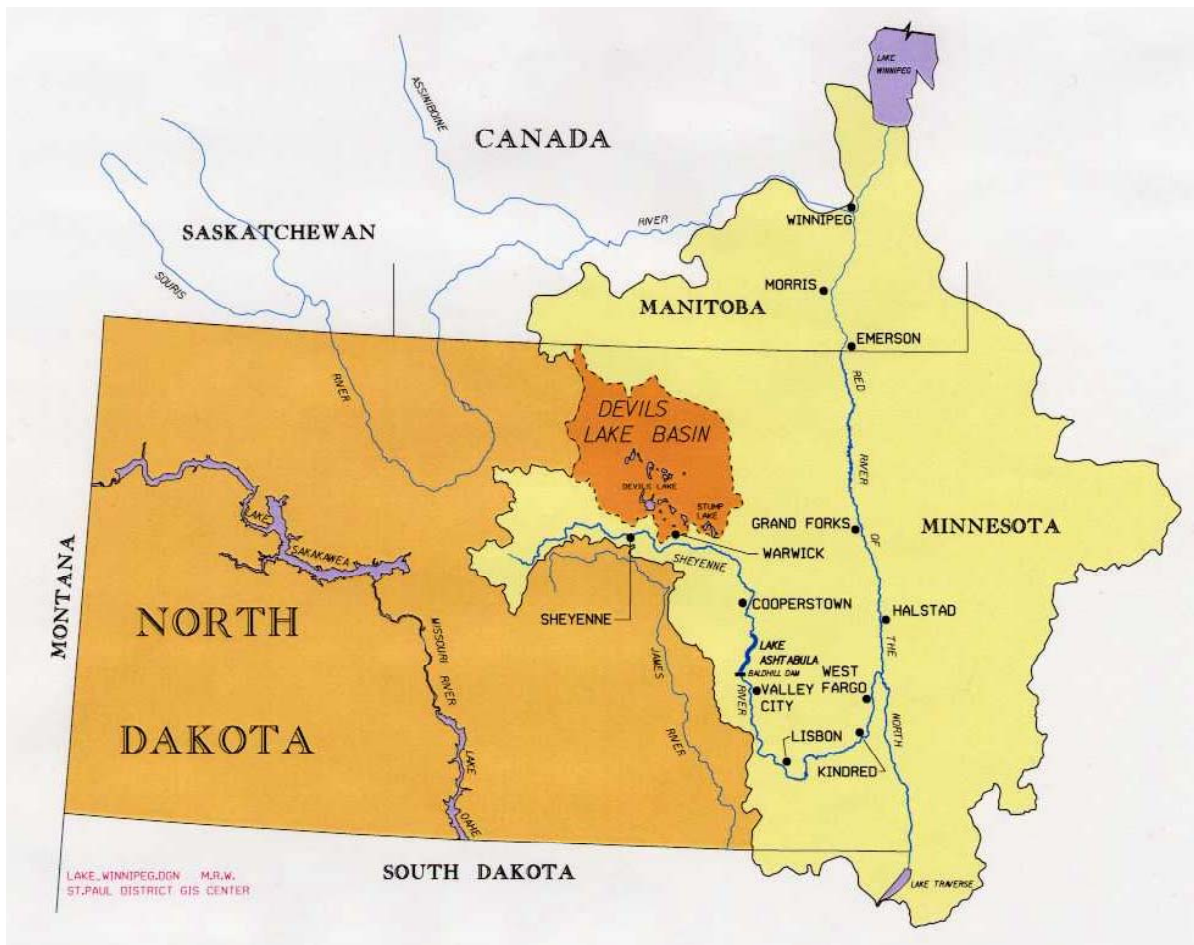 LAKE
WINNIPEG
ASSINIBOINE
CANADA
WINNIPEG
RIVER
SASKATCHEWAN
SOURIS
MORRIS
MANITOBA
EMERSON
RED
RIVER
DEVILS
LAKE BASIN
RIVER
DEVILS LAKE
STUMP
LAKE
GRAND FORKS
OF
MINNESOTA
LAKE
SAKAKAWEA
WARWICK
SHEYENNE
MONTANA
NORTH
DAKOTA
SHEYENNE
COOPERSTOWN
HALSTAD
THE
MISSOURI RIVER
JAMES
RIVER
LAKE
ASHTABULA
BALDHILL DAM
RIVER
WEST
FARGO
VALLEY
CITY
NORTH
LISBON
KINDRED
LAKE
OAHE
SOUTH DAKOTA
LAKE TRAVERSE
LAKE_WINNIPEG.DGN M.R.W.
ST.PAUL DISTRICT GIS CENTER